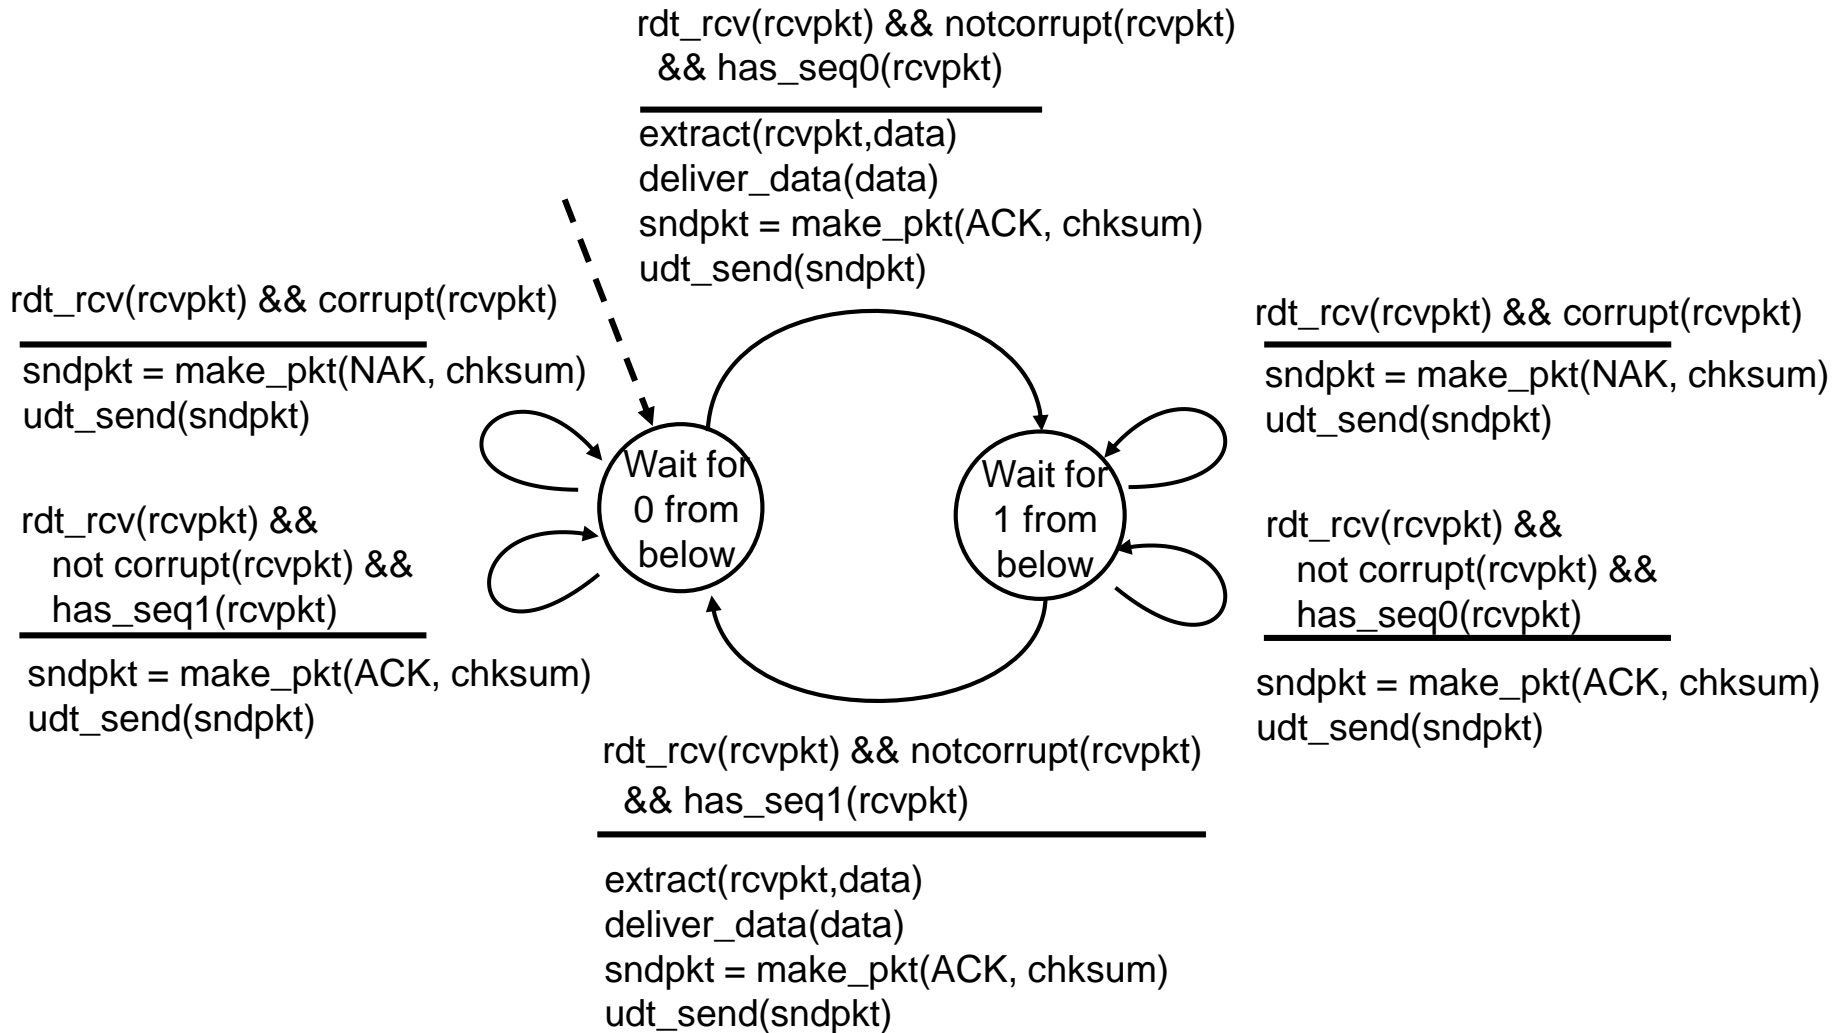 rdt_rcv(rcvpkt) && notcorrupt(rcvpkt)
&& has_seq0(rcvpkt)
extract(rcvpkt,data)
deliver_data(data)
sndpkt = make_pkt(ACK, chksum)
udt_send(sndpkt)
rdt_rcv(rcvpkt) && corrupt(rcvpkt)
sndpkt = make_pkt(NAK, chksum)
udt_send(sndpkt)
rdt_rcv(rcvpkt) &&
not corrupt(rcvpkt) &&
has_seq1(rcvpkt)
sndpkt = make_pkt(ACK, chksum)
udt_send(sndpkt)
Wait for
0 from
below
Wait for
1 from
below
rdt_rcv(rcvpkt) && corrupt(rcvpkt)
sndpkt = make_pkt(NAK, chksum)
udt_send(sndpkt)
rdt_rcv(rcvpkt) &&
not corrupt(rcvpkt) &&
has_seq0(rcvpkt)
sndpkt = make_pkt(ACK, chksum)
udt_send(sndpkt)
rdt_rcv(rcvpkt) && notcorrupt(rcvpkt)
&& has_seq1(rcvpkt)
extract(rcvpkt,data)
deliver_data(data)
sndpkt = make_pkt(ACK, chksum)
udt_send(sndpkt)